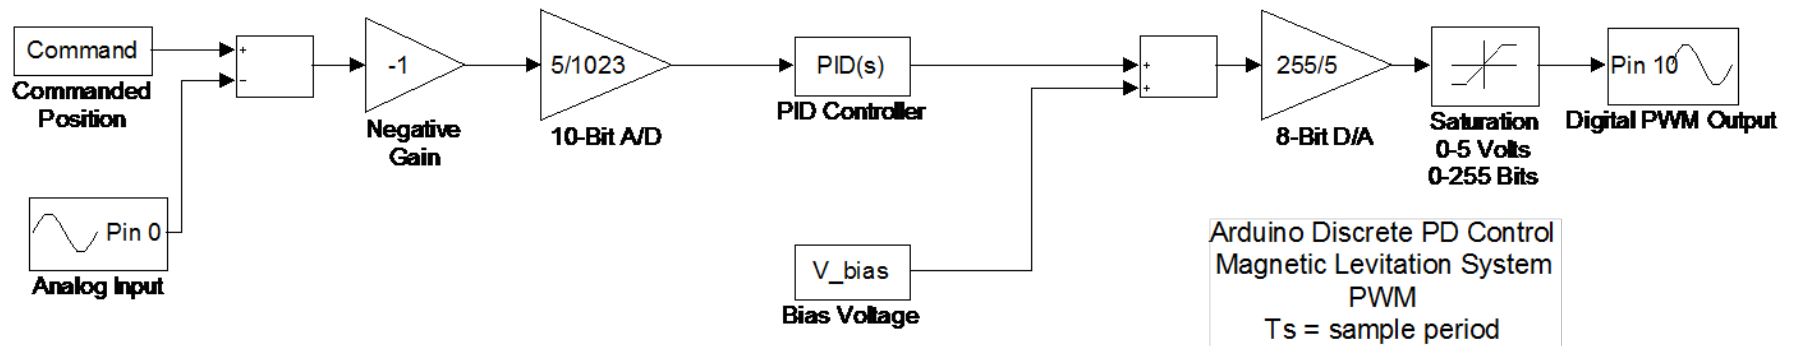 Command
Commanded
Position
+
−
-1
Negative
Gain
5/1023
10-Bit A/D
PID(s)
PID Controller
+
+
255/5
8-Bit D/A
Saturation
0-5 Volts
0-255 Bits
Pin 10
Digital PWM Output
Pin 0
Analog Input
V_bias
Bias Voltage
Arduino Discrete PD Control
Magnetic Levitation System
PWM
Ts = sample period